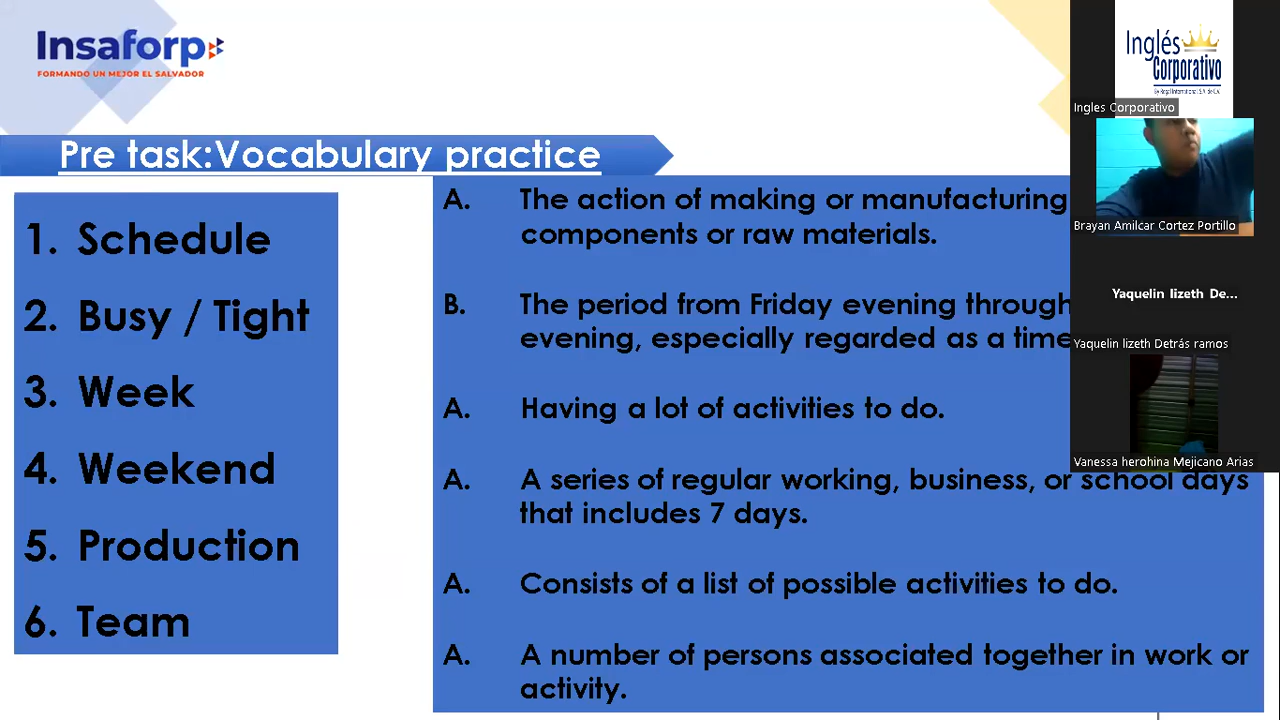 Insaforp
FORMANDO UN MEJOR EL SALVADOR
Pre task:Vocabulary practice
1. Schedule
2. Busy / Tight
3. Week
4. Weekend
5. Production
6. Team
A. The action of making or manufacturing
components or raw materials.
B. The period from Friday evening through
evening, especially regarded as a time
A. Having a lot of activities to do.
A. A series of regular working, business, or school days
that includes 7 days.
A. Consists of a list of possible activities to do.
A. A number of persons associated together in work or
activity.
Inglés
Corporativo
Ingles Corporativo
Brayan Amilcar Cortez Portillo
Yaquelin lizeth De...
Yaquelin lizeth Detrás ramos
Vanessa herohina Mejicano Arias